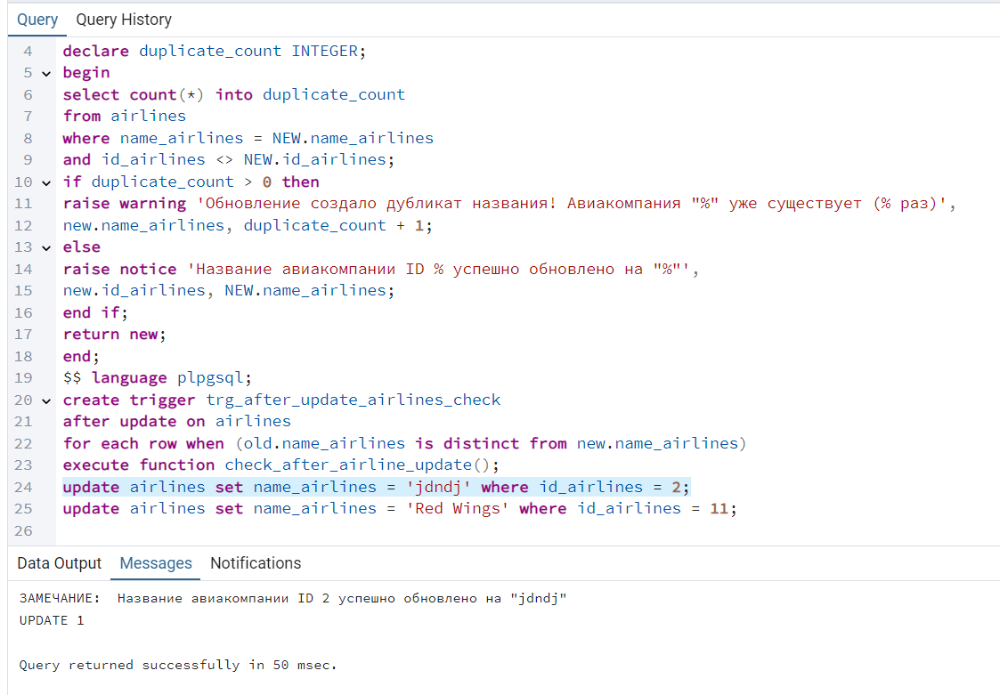 Query Query History
4 declare duplicate_count INTEGER;
5 begin
6 select count(*) into duplicate_count
7 from airlines
8 where name_airlines = NEW.name_airlines
9 and id_airlines <> NEW.id_airlines;
10 if duplicate_count > 0 then
11 raise warning 'Обновление создало дубликат названия! Авиакомпания "%" уже существует (% раз)',
12 new.name_airlines, duplicate_count + 1;
13 else
14 raise notice 'Название авиакомпании ID % успешно обновлено на "%"',
15 new.id_airlines, NEW.name_airlines;
16 end if;
17 return new;
18 end;
19 $$ language plpgsql;
20 create trigger trg_after_update_airlines_check
21 after update on airlines
22 for each row when (old.name_airlines is distinct from new.name_airlines)
23 execute function check_after_airline_update();
24 update airlines set name_airlines = 'jdndj' where id_airlines = 2;
25 update airlines set name_airlines = 'Red Wings' where id_airlines = 11;
26
Data Output Messages Notifications
ЗАМЕЧАНИЕ: Название авиакомпании ID 2 успешно обновлено на "jdndj"
UPDATE 1
Query returned successfully in 50 msec.